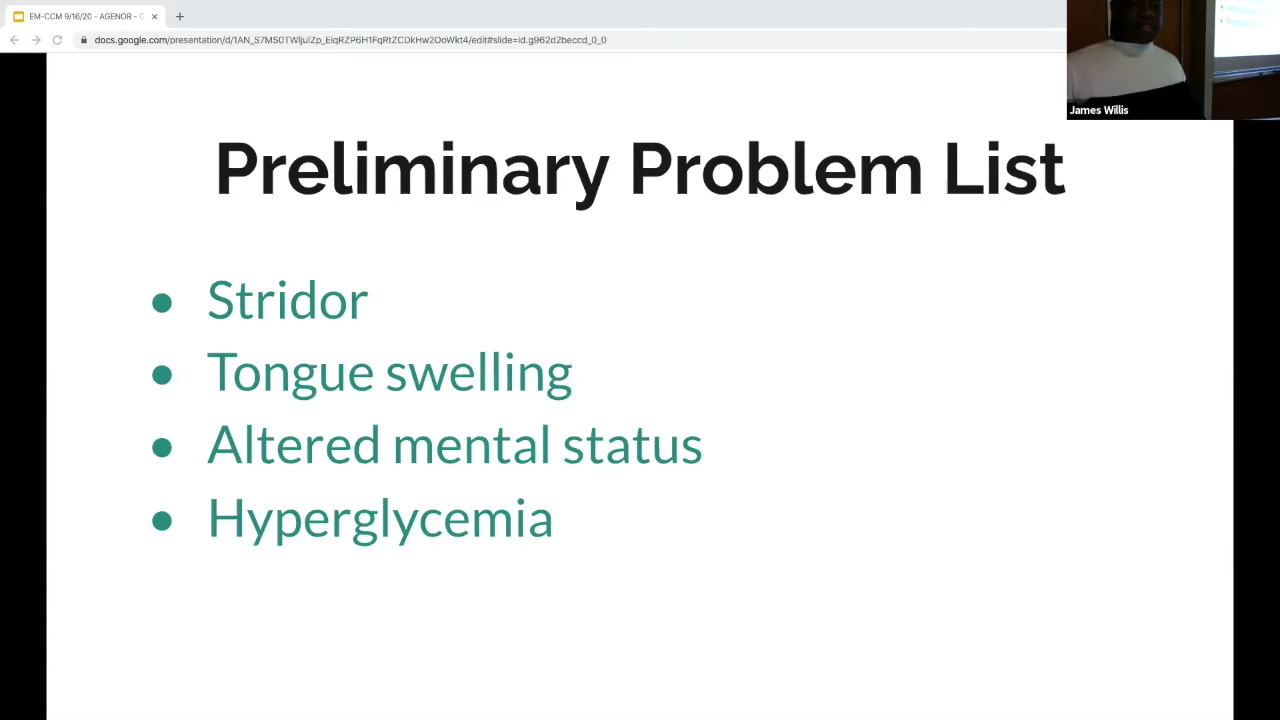 EM-CCM 9/16/20 - AGENOR - G
docs.google.com/presentation/d/1AN_S7MS0TWljulZp_EiqRZP6H1FqRtZCDkHw2OoWkt4/edit#slide=id.g962d2beccd_0_0
James Willis
Preliminary Problem List
● Stridor
● Tongue swelling
● Altered mental status
● Hyperglycemia